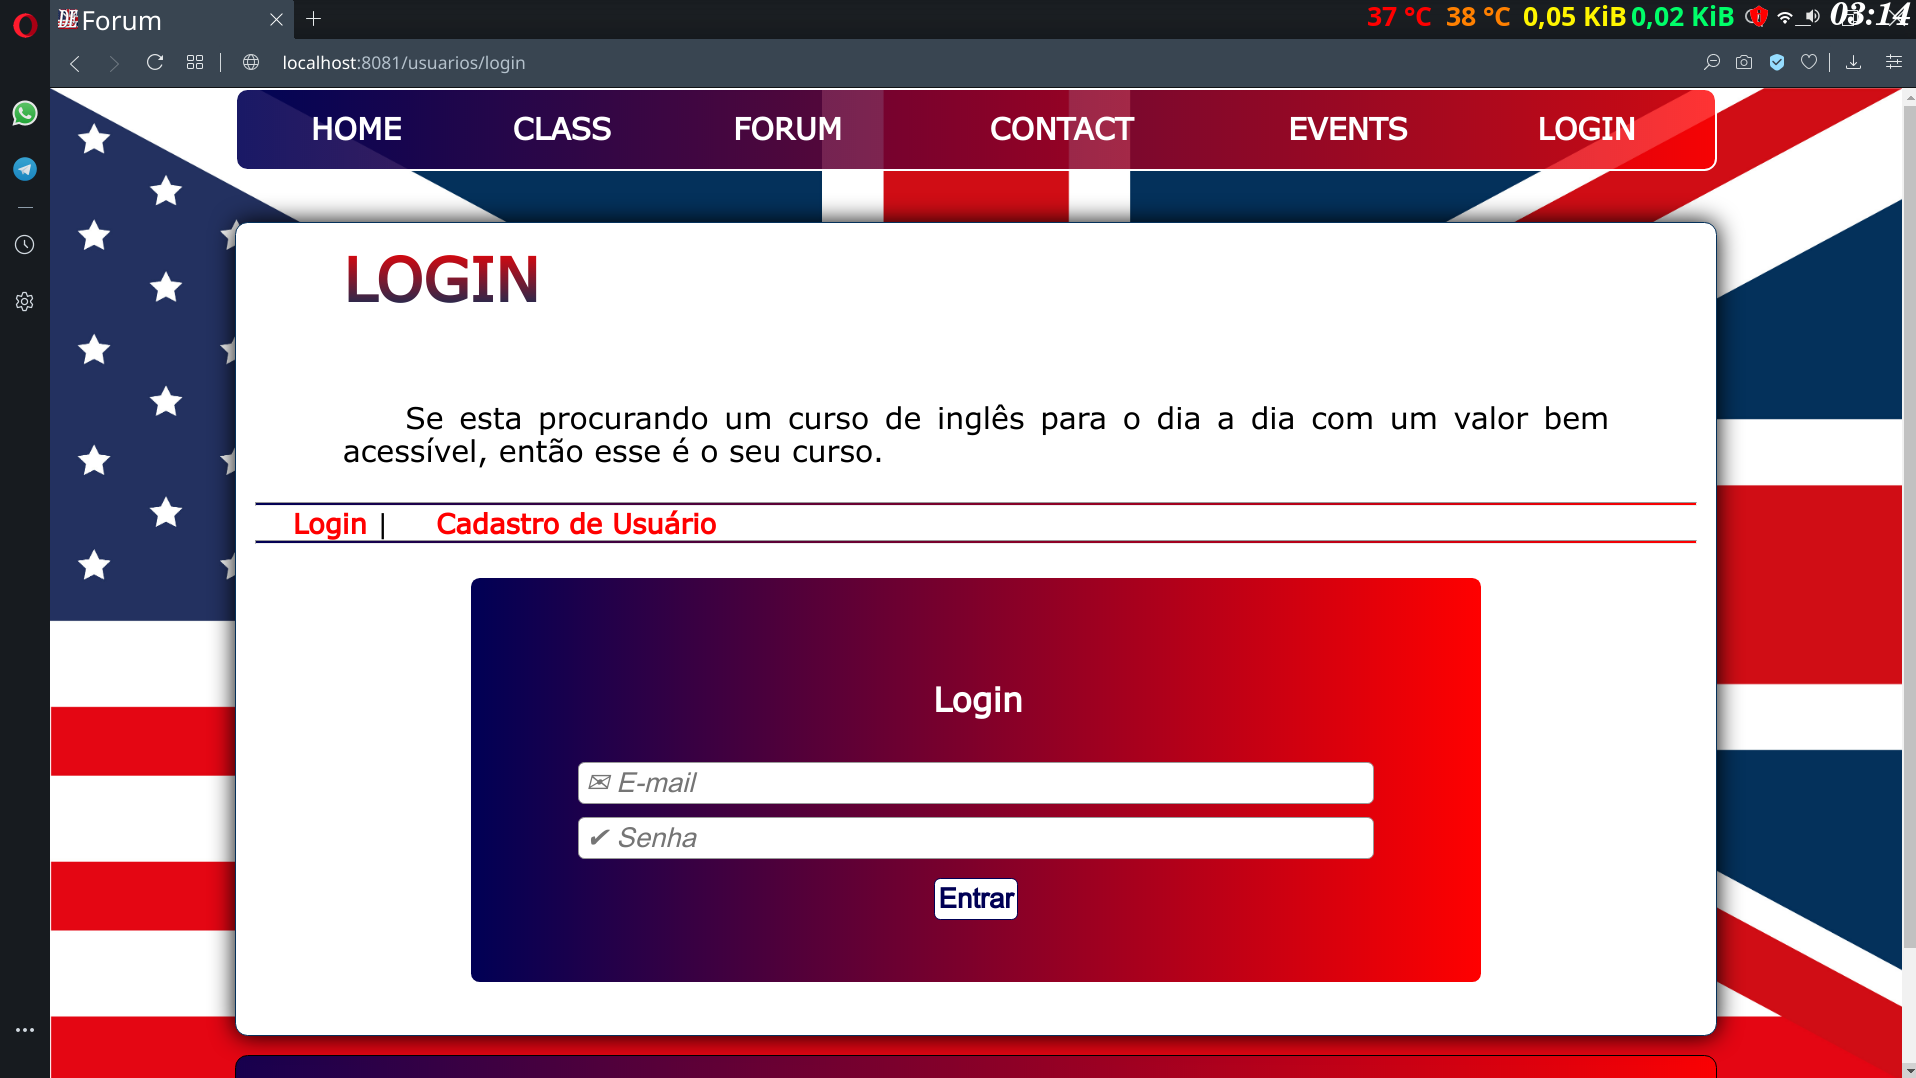 Forum
37 °C 38 °C 0,05 KiB 0,02 KiB 03:14
localhost:8081/usuarios/login
HOME CLASS FORUM CONTACT EVENTS LOGIN
LOGIN
Se esta procurando um curso de inglês para o dia a dia com um valor bem
acessível, então esse é o seu curso.
Login | Cadastro de Usuário
Login
✉ E-mail
✔ Senha
Entrar